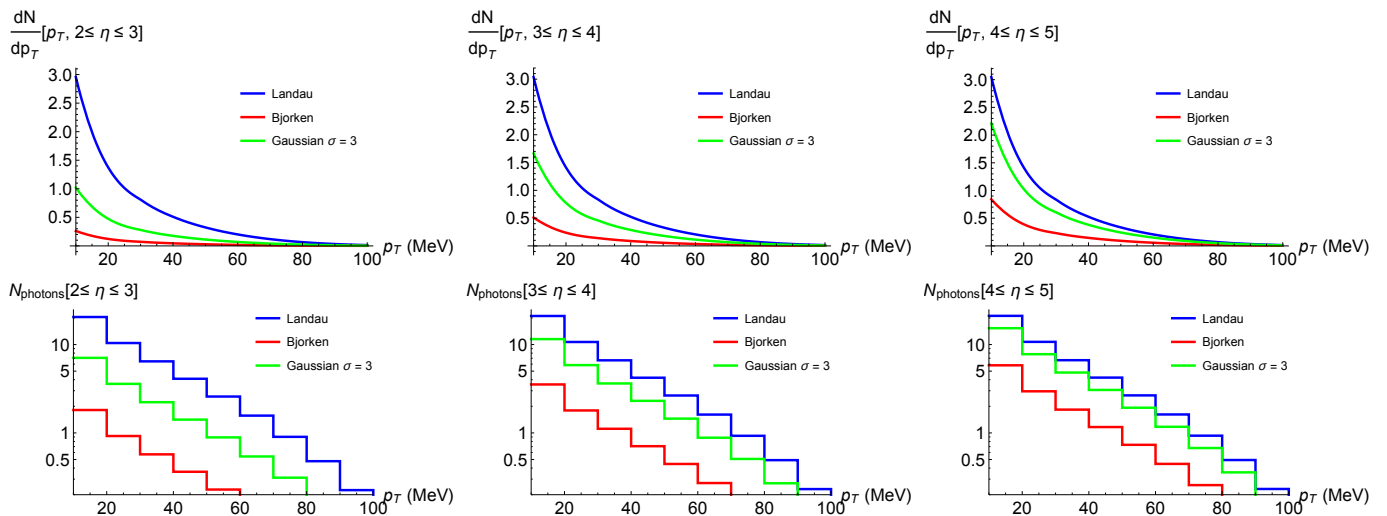 dN/dp_T [p_T, 2≤ η ≤ 3]
3.0
2.5
2.0
1.5
1.0
0.5
20 40 60 80 100
p_T (MeV)
Landau
Bjorken
Gaussian σ = 3
dN/dp_T [p_T, 3≤ η ≤ 4]
3.0
2.5
2.0
1.5
1.0
0.5
20 40 60 80 100
p_T (MeV)
Landau
Bjorken
Gaussian σ = 3
dN/dp_T [p_T, 4≤ η ≤ 5]
3.0
2.5
2.0
1.5
1.0
0.5
20 40 60 80 100
p_T (MeV)
Landau
Bjorken
Gaussian σ = 3
N_photons[2≤ η ≤ 3]
10
5
1
0.5
20 40 60 80 100
p_T (MeV)
Landau
Bjorken
Gaussian σ = 3
N_photons[3≤ η ≤ 4]
10
5
1
0.5
20 40 60 80 100
p_T (MeV)
Landau
Bjorken
Gaussian σ = 3
N_photons[4≤ η ≤ 5]
10
5
1
0.5
20 40 60 80 100
p_T (MeV)
Landau
Bjorken
Gaussian σ = 3